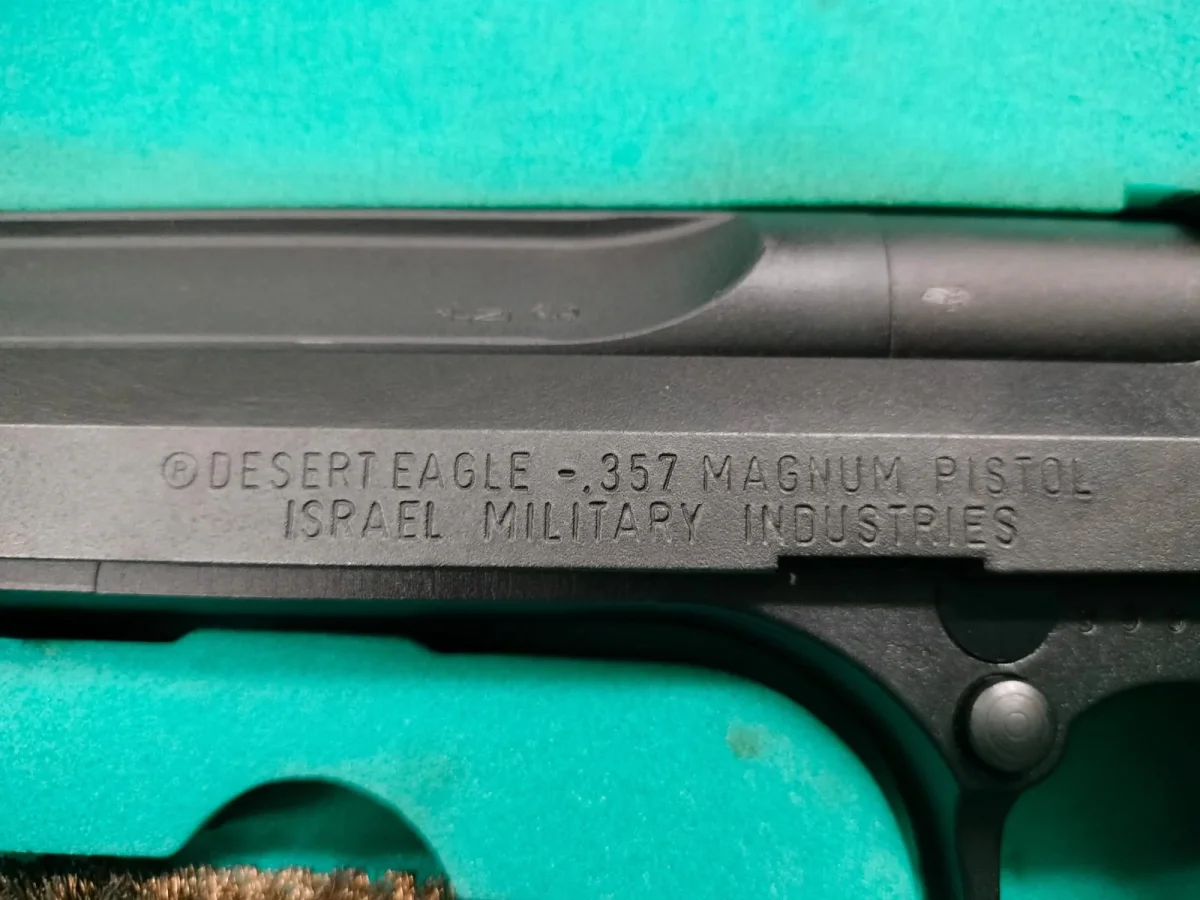 ®DESERT EAGLE -.357 MAGNUM PISTOL
ISRAEL MILITARY INDUSTRIES